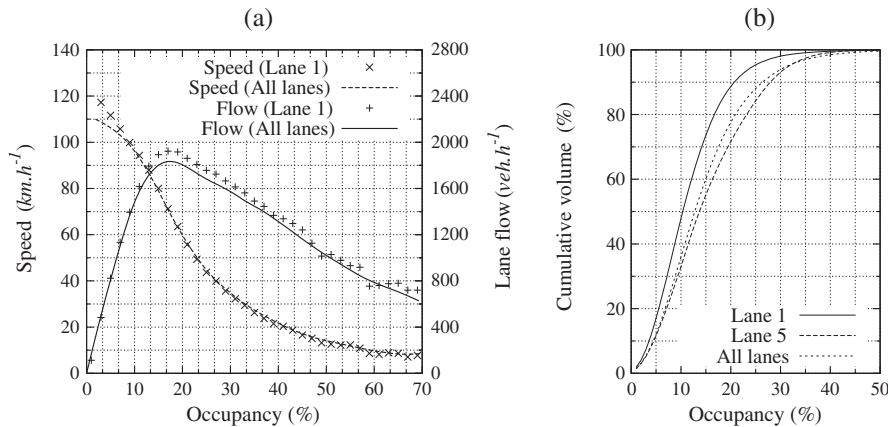 (a)
140
120
100
80
60
40
20
0
Speed (km.h-1)
2800
2400
2000
1600
1200
800
400
0
Lane flow (veh.h-1)
Speed (Lane 1)
Speed (All lanes)
Flow (Lane 1)
Flow (All lanes)
0 10 20 30 40 50 60 70
Occupancy (%)
(b)
100
80
60
40
20
0
Cumulative volume (%)
Lane 1
Lane 5
All lanes
0 10 20 30 40 50
Occupancy (%)